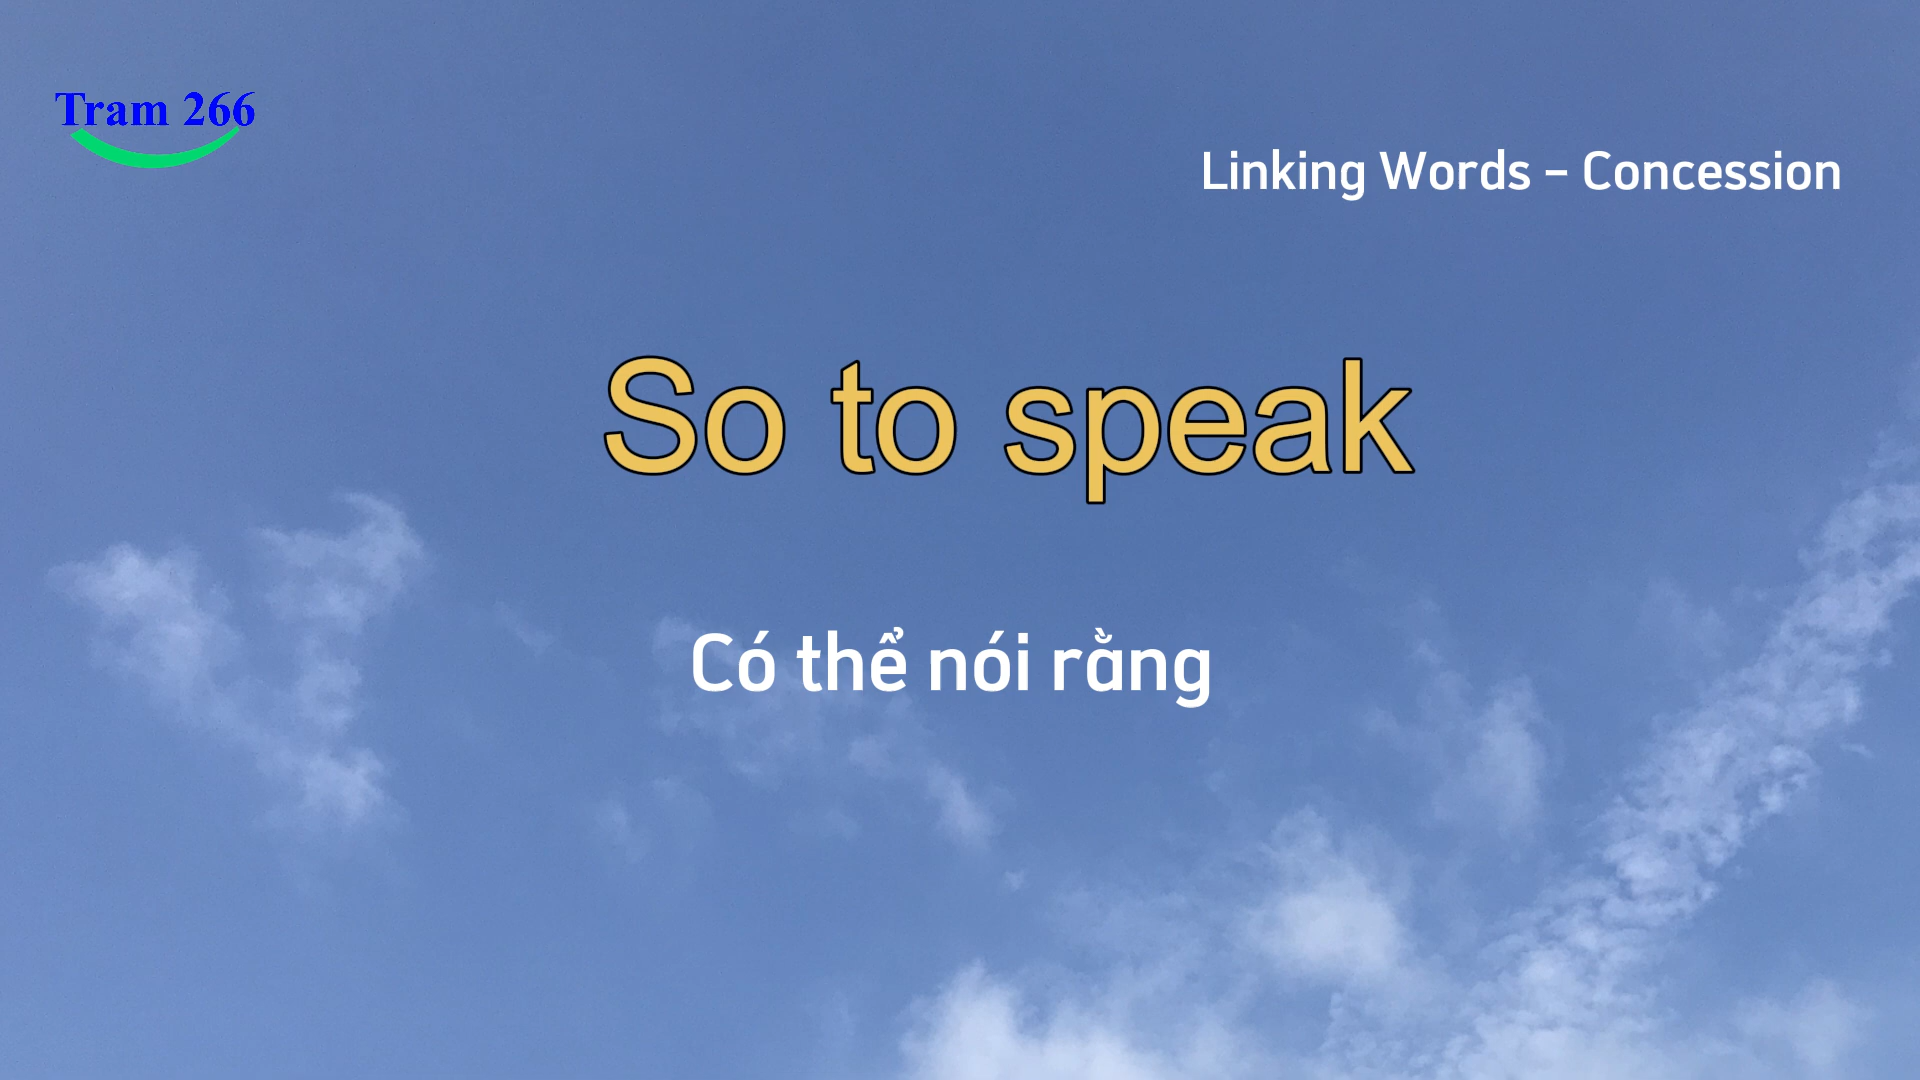 Tram 266
Linking Words – Concession
So to speak
Có thể nói rằng